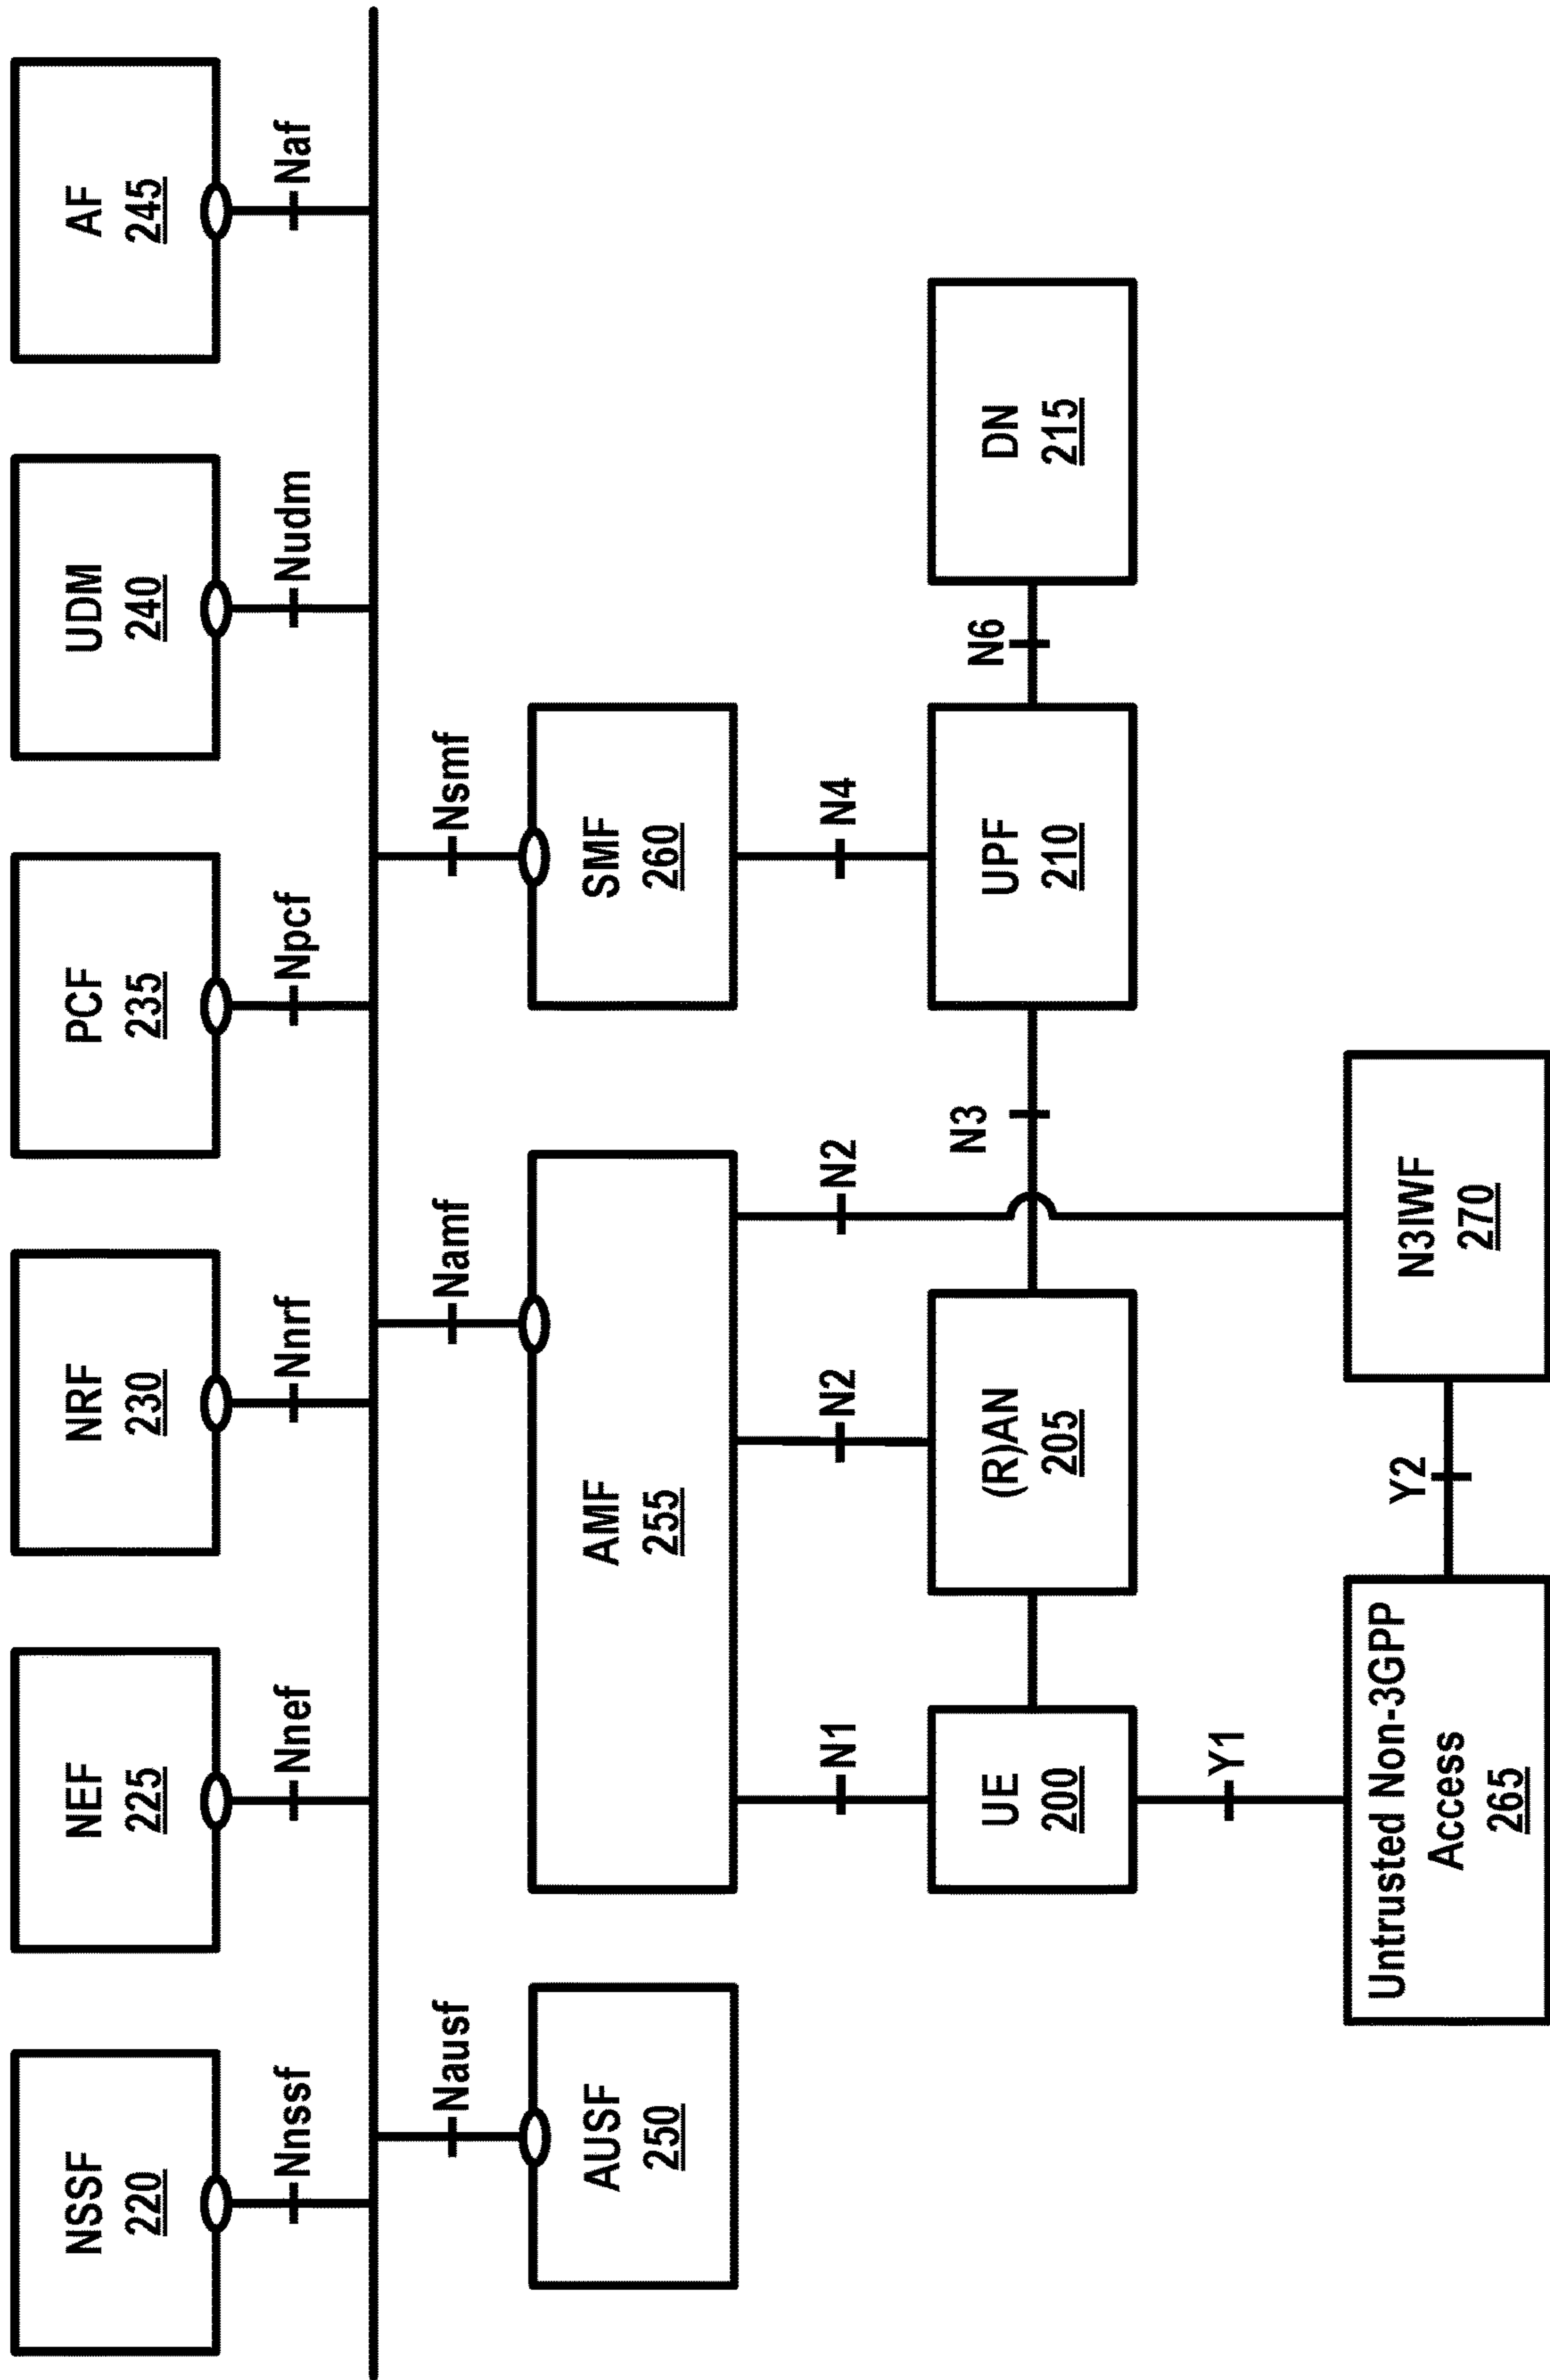 NSSF
220
NEF
225
NRF
230
PCF
235
UDM
240
AF
245
Nnssf
Nnef
Nnrf
Npcf
Nudm
Naf
Nausf
Namf
Nsmf
AUSF
250
AMF
255
SMF
260
N1
N2
N2
N4
UE
200
(R)AN
205
N3
UPF
210
N6
DN
215
Y1
Untrusted Non-3GPP
Access
265
Y2
N3IWF
270